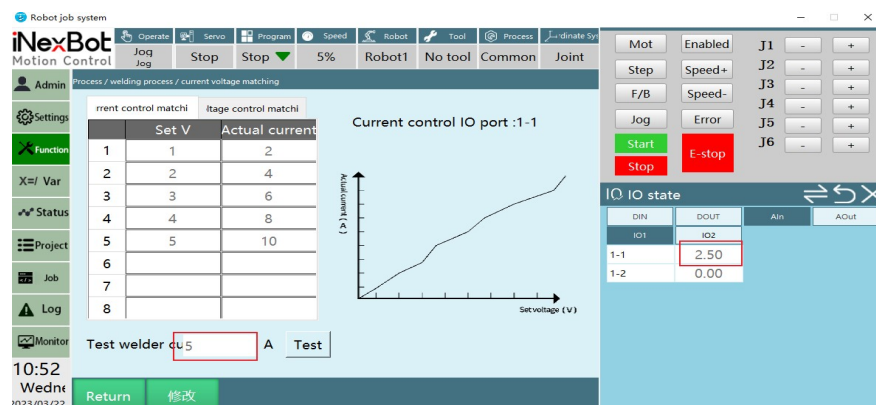 Robot job system
iNexBot
Motion Control
Operate Servo Program Speed Robot Tool Process
Jog
Jog
Stop Stop 5% Robot1 No tool Common Joint
Admin
Settings
Function
X=/ Var
Status
Project
Job
Log
Monitor
10:52
2023/03/22
Process / welding process / current voltage matching
rrent control matchi ltage control matchi
Set V Actual current
1 1 2
2 2 4
3 3 6
4 4 8
5 5 10
6
7
8
Current control IO port :1-1
Actual current ( A )
Set voltage ( V )
Test welder cu 5 A Test
Return 修改
Mot Enabled
Step Speed+
F/B Speed-
Jog Error
Start
Stop
E-stop
J1 - +
J2 - +
J3 - +
J4 - +
J5 - +
J6 - +
IO state
DIN DOUT AIn AOut
IO1 IO2
1-1 2.50
1-2 0.00